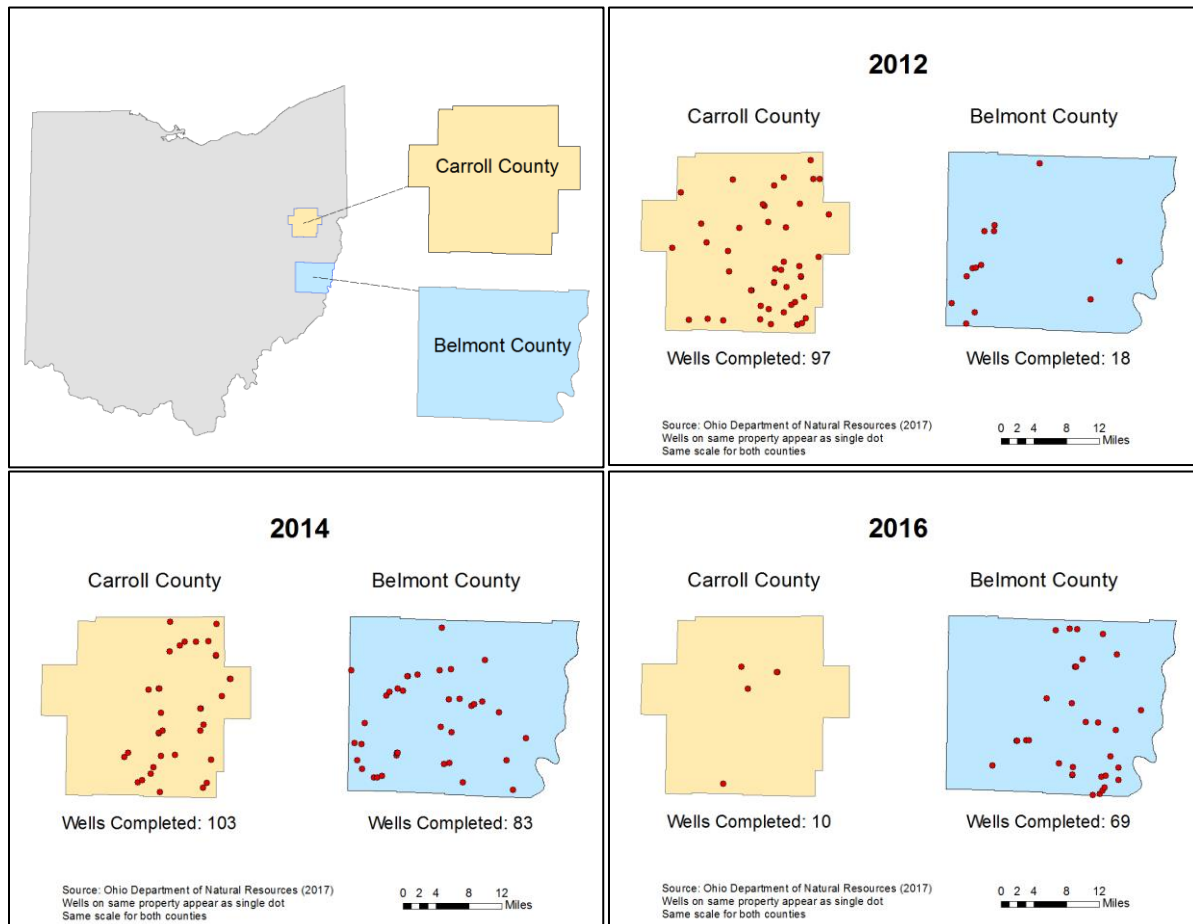 Carroll County
Belmont County
2012
Carroll County
Belmont County
Wells Completed: 97
Wells Completed: 18
Source: Ohio Department of Natural Resources (2017)
Wells on same property appear as single dot
Same scale for both counties
0 2 4 8 12
Miles
2014
Carroll County
Belmont County
Wells Completed: 103
Wells Completed: 83
Source: Ohio Department of Natural Resources (2017)
Wells on same property appear as single dot
Same scale for both counties
0 2 4 8 12
Miles
2016
Carroll County
Belmont County
Wells Completed: 10
Wells Completed: 69
Source: Ohio Department of Natural Resources (2017)
Wells on same property appear as single dot
Same scale for both counties
0 2 4 8 12
Miles